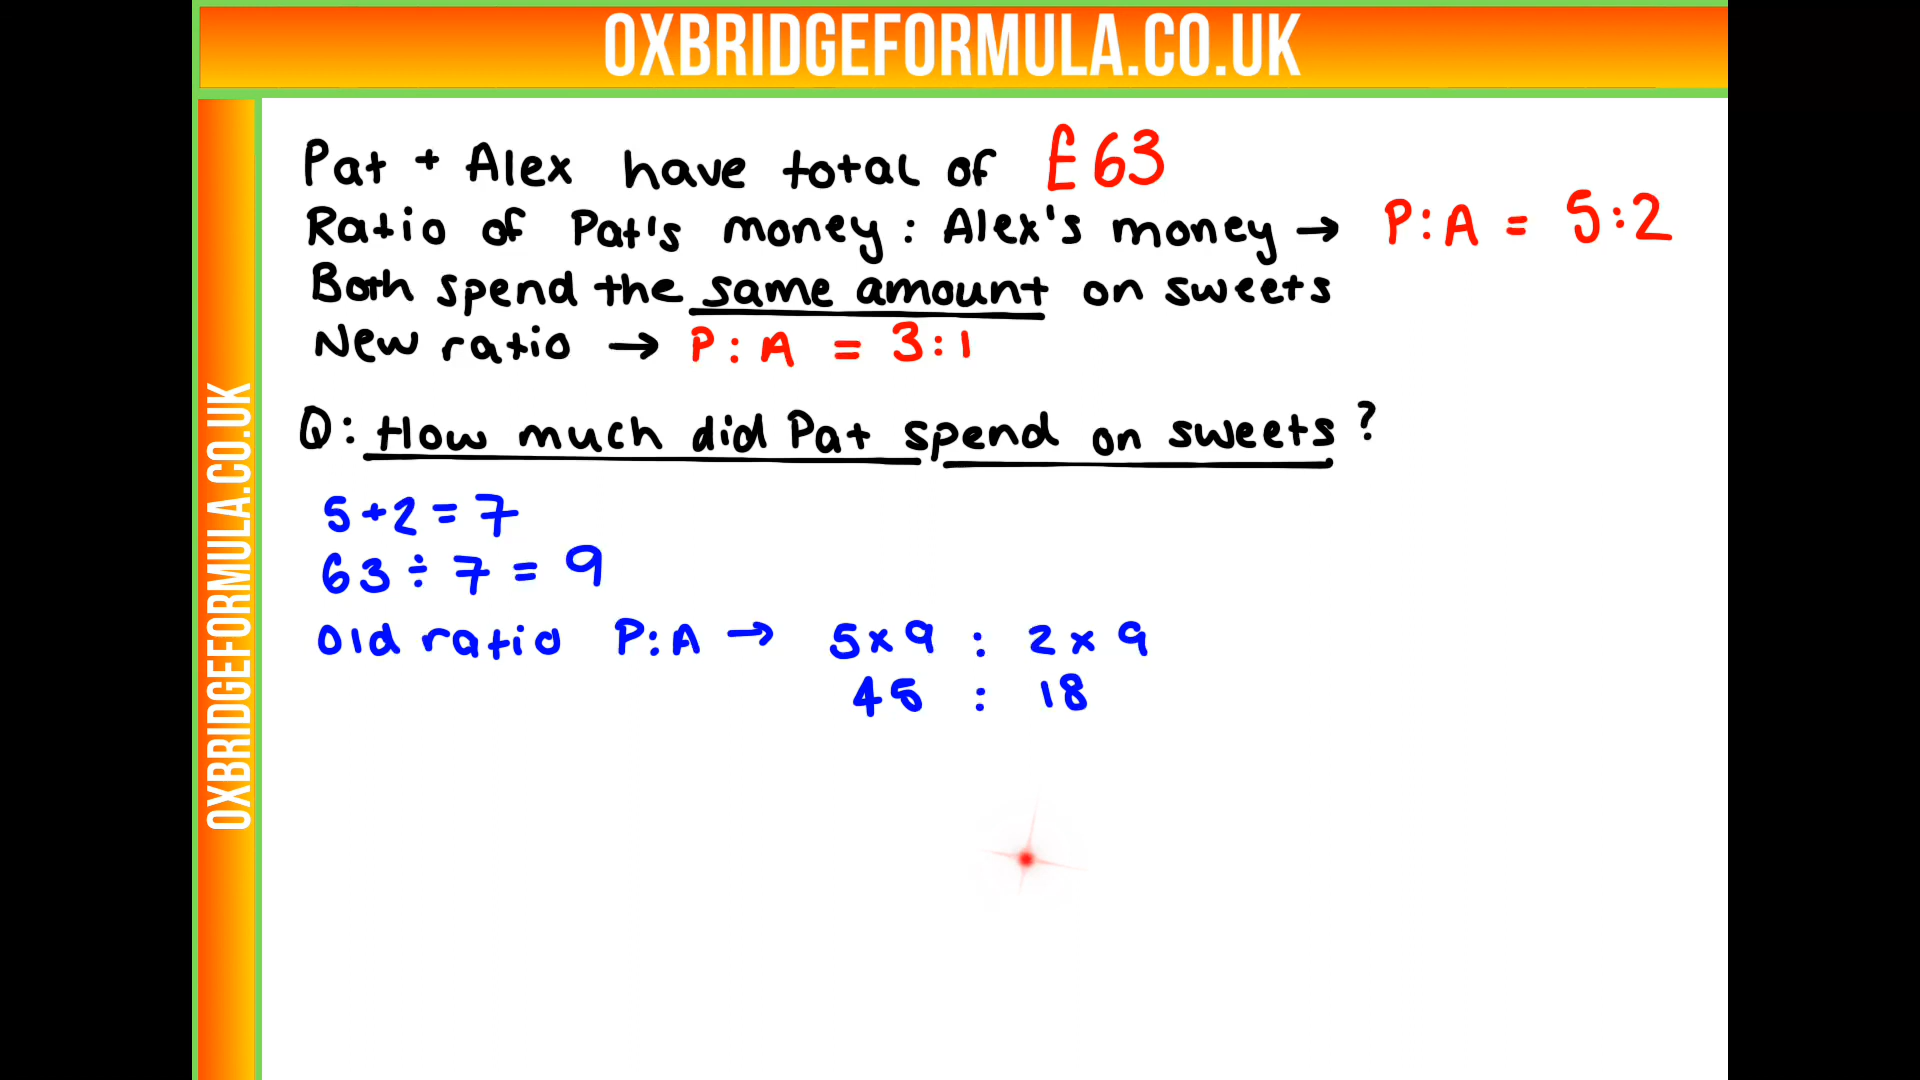 OXBRIDGEFORMULA.CO.UK
OXBRIDGEFORMULA.CO.UK
Pat + Alex have total of £63
Ratio of Pat's money : Alex's money → P:A = 5:2
Both spend the same amount on sweets
New ratio → P:A = 3:1
Q: How much did Pat spend on sweets?
5+2=7
63÷7=9
Old ratio P:A → 5×9 : 2×9
45 : 18